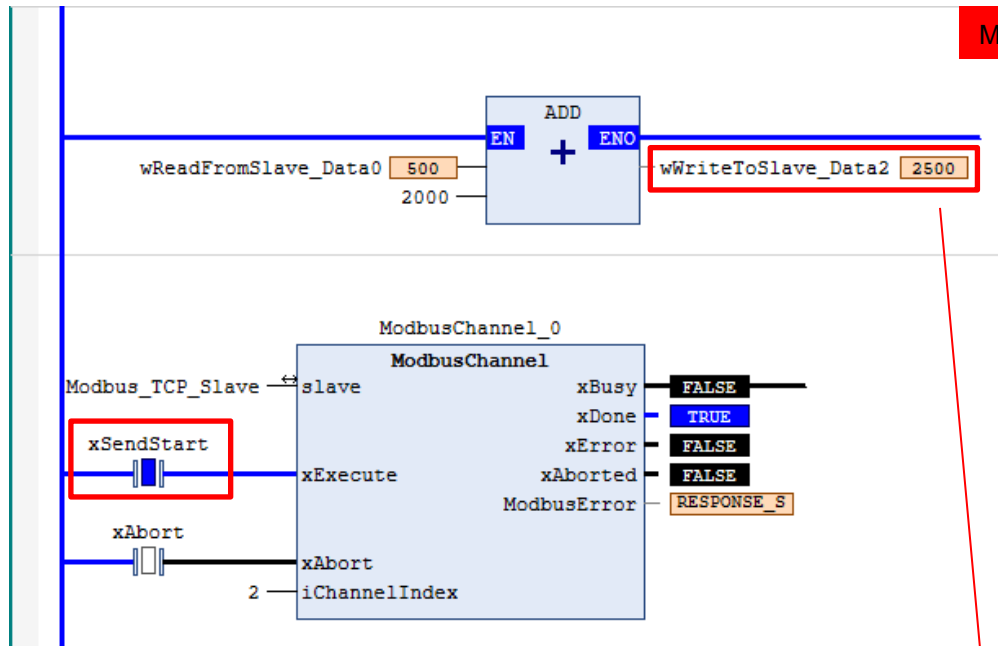 M
ADD
EN ENO
wReadFromSlave_Data0 500 wWriteToSlave_Data2 2500
2000
ModbusChannel_0
ModbusChannel
Modbus_TCP_Slave slave xBusy FALSE
xDone TRUE
xSendStart xError FALSE
xExecute xAborted FALSE
ModbusError RESPONSE_S
xAbort
xAbort
2 iChannelIndex